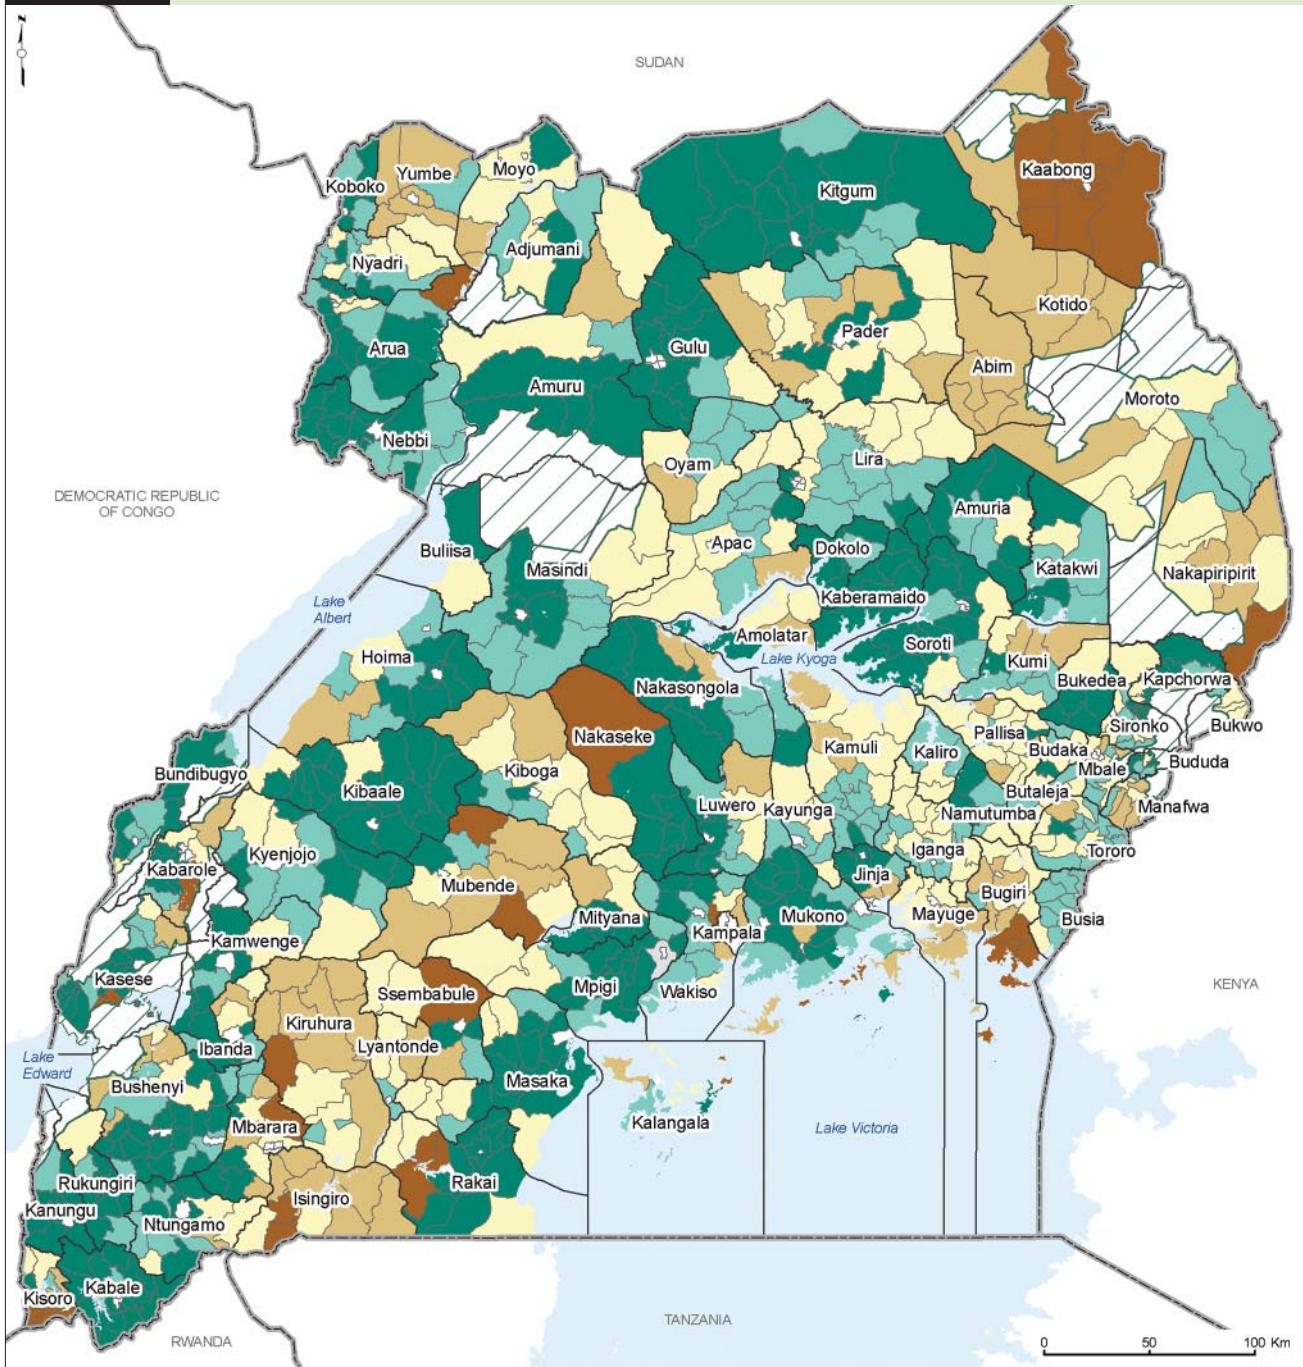 N
SUDAN
Kaabong
Yumbe
Moyo
Koboko
Kitgum
Adjumani
Nyadri
Kotido
Pader
Arua
Gulu
Abim
Amuru
Moroto
Nebbi
Lira
Oyam
DEMOCRATIC REPUBLIC
OF CONGO
Amuria
Buliisa
Apac
Dokolo
Masindi
Katakwi
Nakapiripirit
Kaberamaido
Lake
Albert
Amolatar
Soroti
Hoima
Lake Kyoga
Kumi
Bukedea
Kapchorwa
Nakasongola
Sironko
Bukwo
Nakaseke
Pallisa
Kamuli
Kaliro
Budaka
Bundibugyo
Kiboga
Mbale
Bududa
Kibaale
Butaleja
Luwero
Kayunga
Manafwa
Namutumba
Kyenjojo
Iganga
Tororo
Kabarole
Jinja
Mubende
Bugiri
Mityana
Mukono
Mayuge
Busia
Kampala
Kamwenge
Kasese
Ssembabule
Mpigi
Wakiso
KENYA
Kiruhura
Ibanda
Lyantonde
Lake
Edward
Masaka
Bushenyi
Kalangala
Mbarara
Lake Victoria
Rukungiri
Rakai
Isingiro
Kanungu
Ntungamo
Kabale
Kisoro
TANZANIA
RWANDA
0 50 100 Km